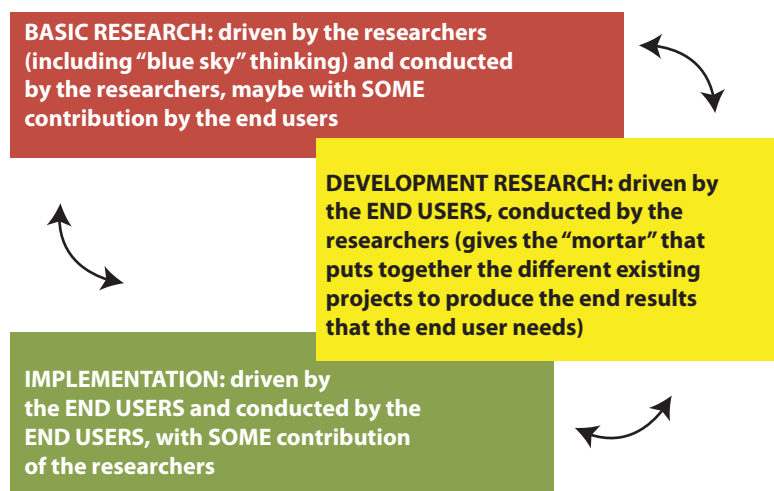 BASIC RESEARCH: driven by the researchers
(including “blue sky” thinking) and conducted
by the researchers, maybe with SOME
contribution by the end users
DEVELOPMENT RESEARCH: driven by
the END USERS, conducted by the
researchers (gives the “mortar” that
puts together the different existing
projects to produce the end results
that the end user needs)
IMPLEMENTATION: driven by
the END USERS and conducted by the
END USERS, with SOME contribution
of the researchers